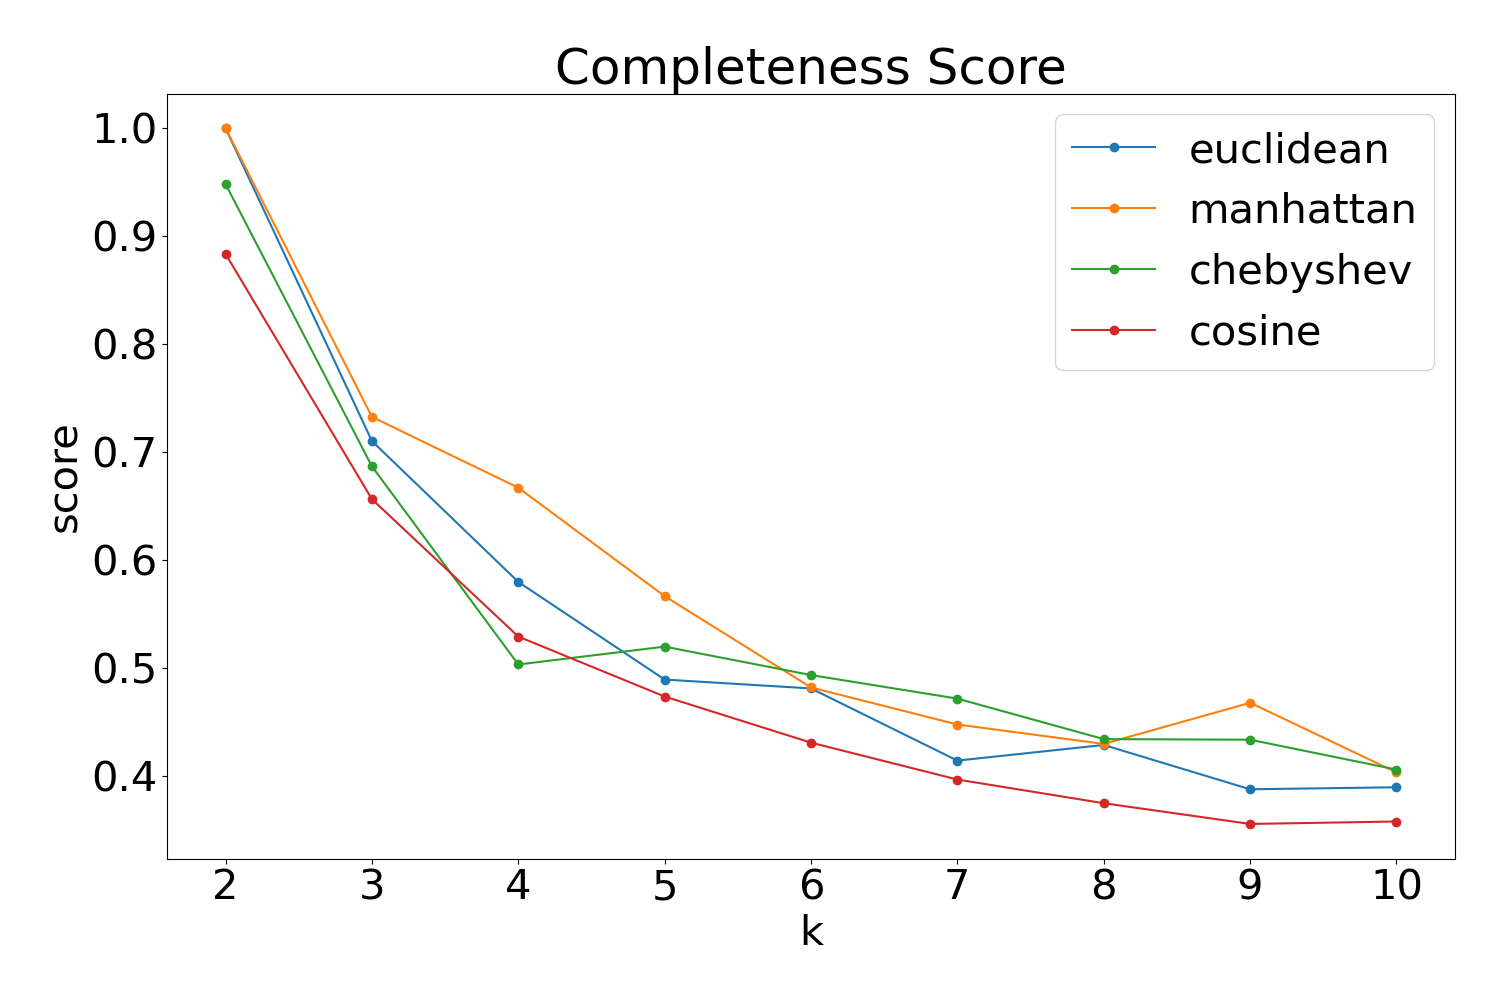 Completeness Score
1.0
0.9
0.8
0.7
0.6
0.5
0.4
score
euclidean
manhattan
chebyshev
cosine
2 3 4 5 6 7 8 9 10
k